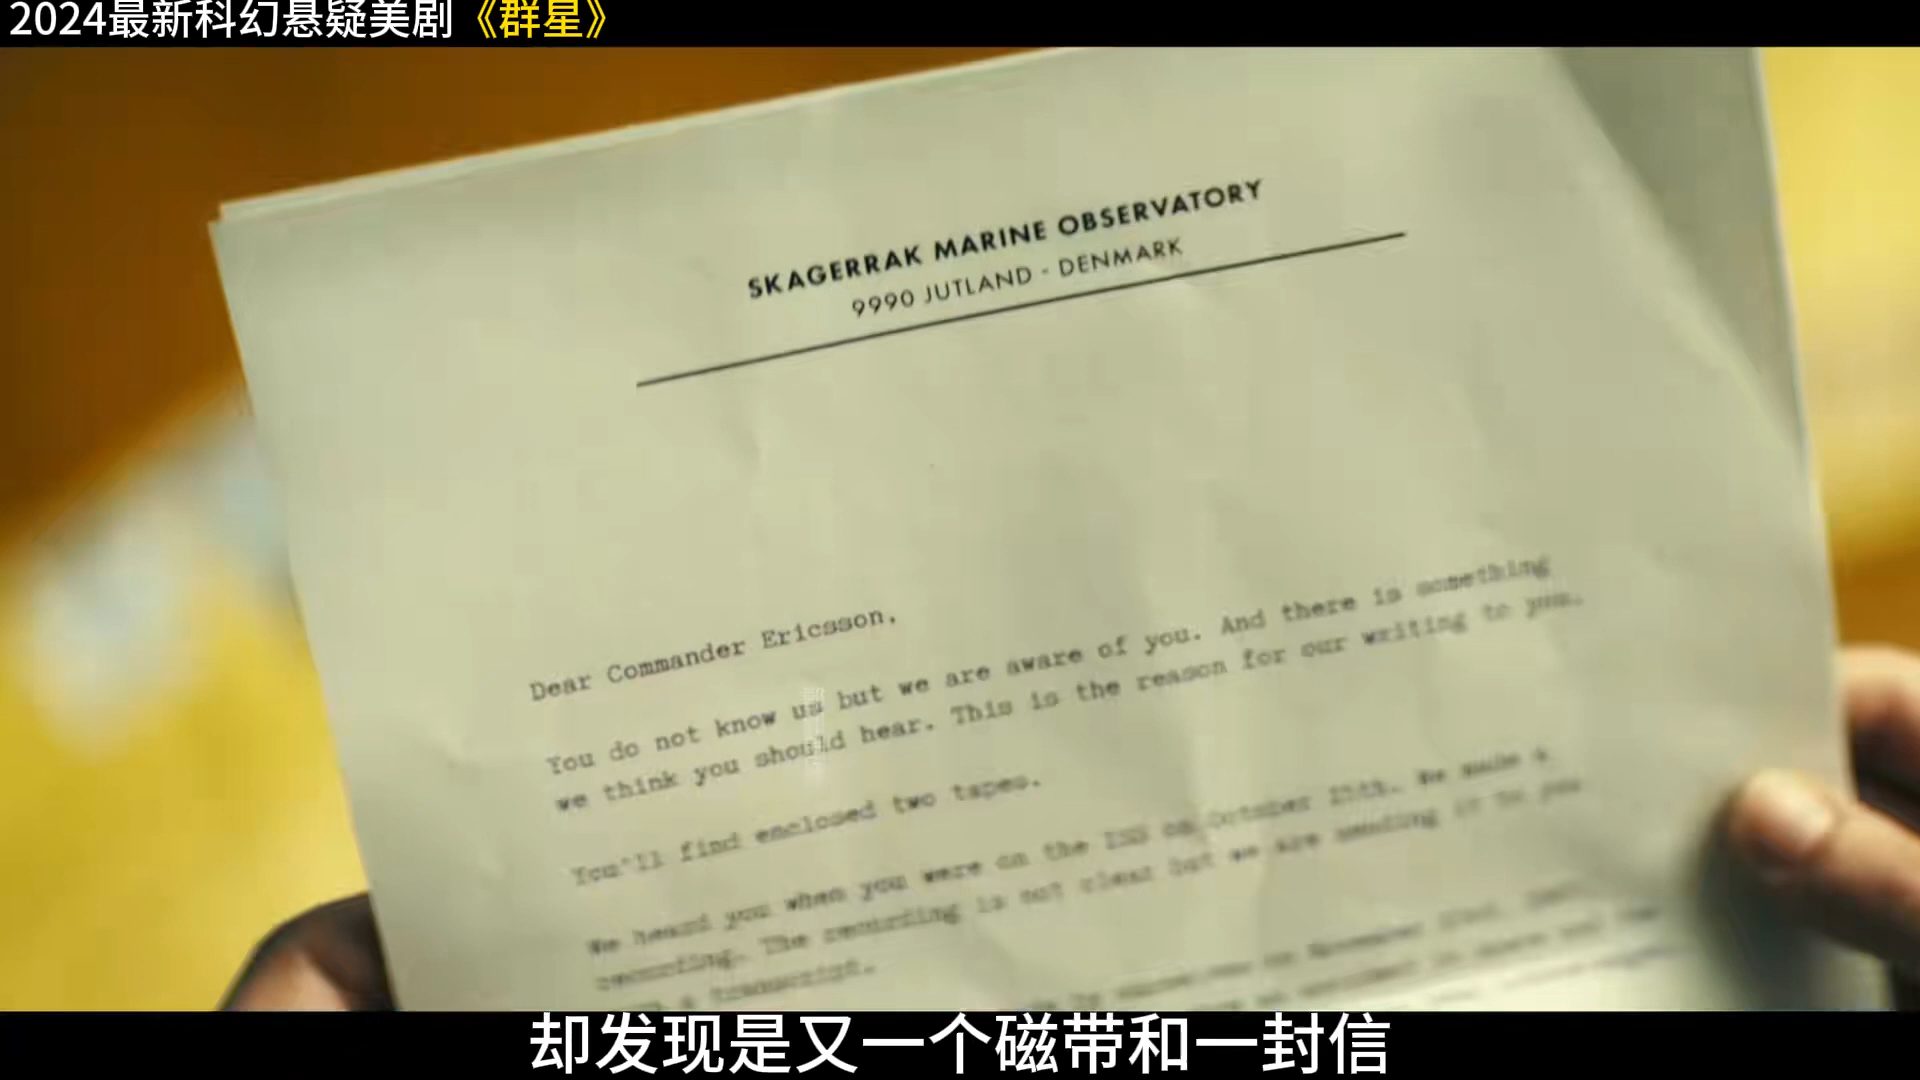 2024最新科幻悬疑美剧《群星》
SKAGERRAK MARINE OBSERVATORY
9990 JUTLAND - DENMARK
Dear Commander Ericsson,
You do not know us but we are aware of you. And there is something
we think you should hear. This is the reason for our writing to you.
You'll find enclosed two tapes.
We heard you when you were on the ISS on October We made a
recording. The recording is not clear but we are sending it to you
a transcript.
却发现是又一个磁带和一封信